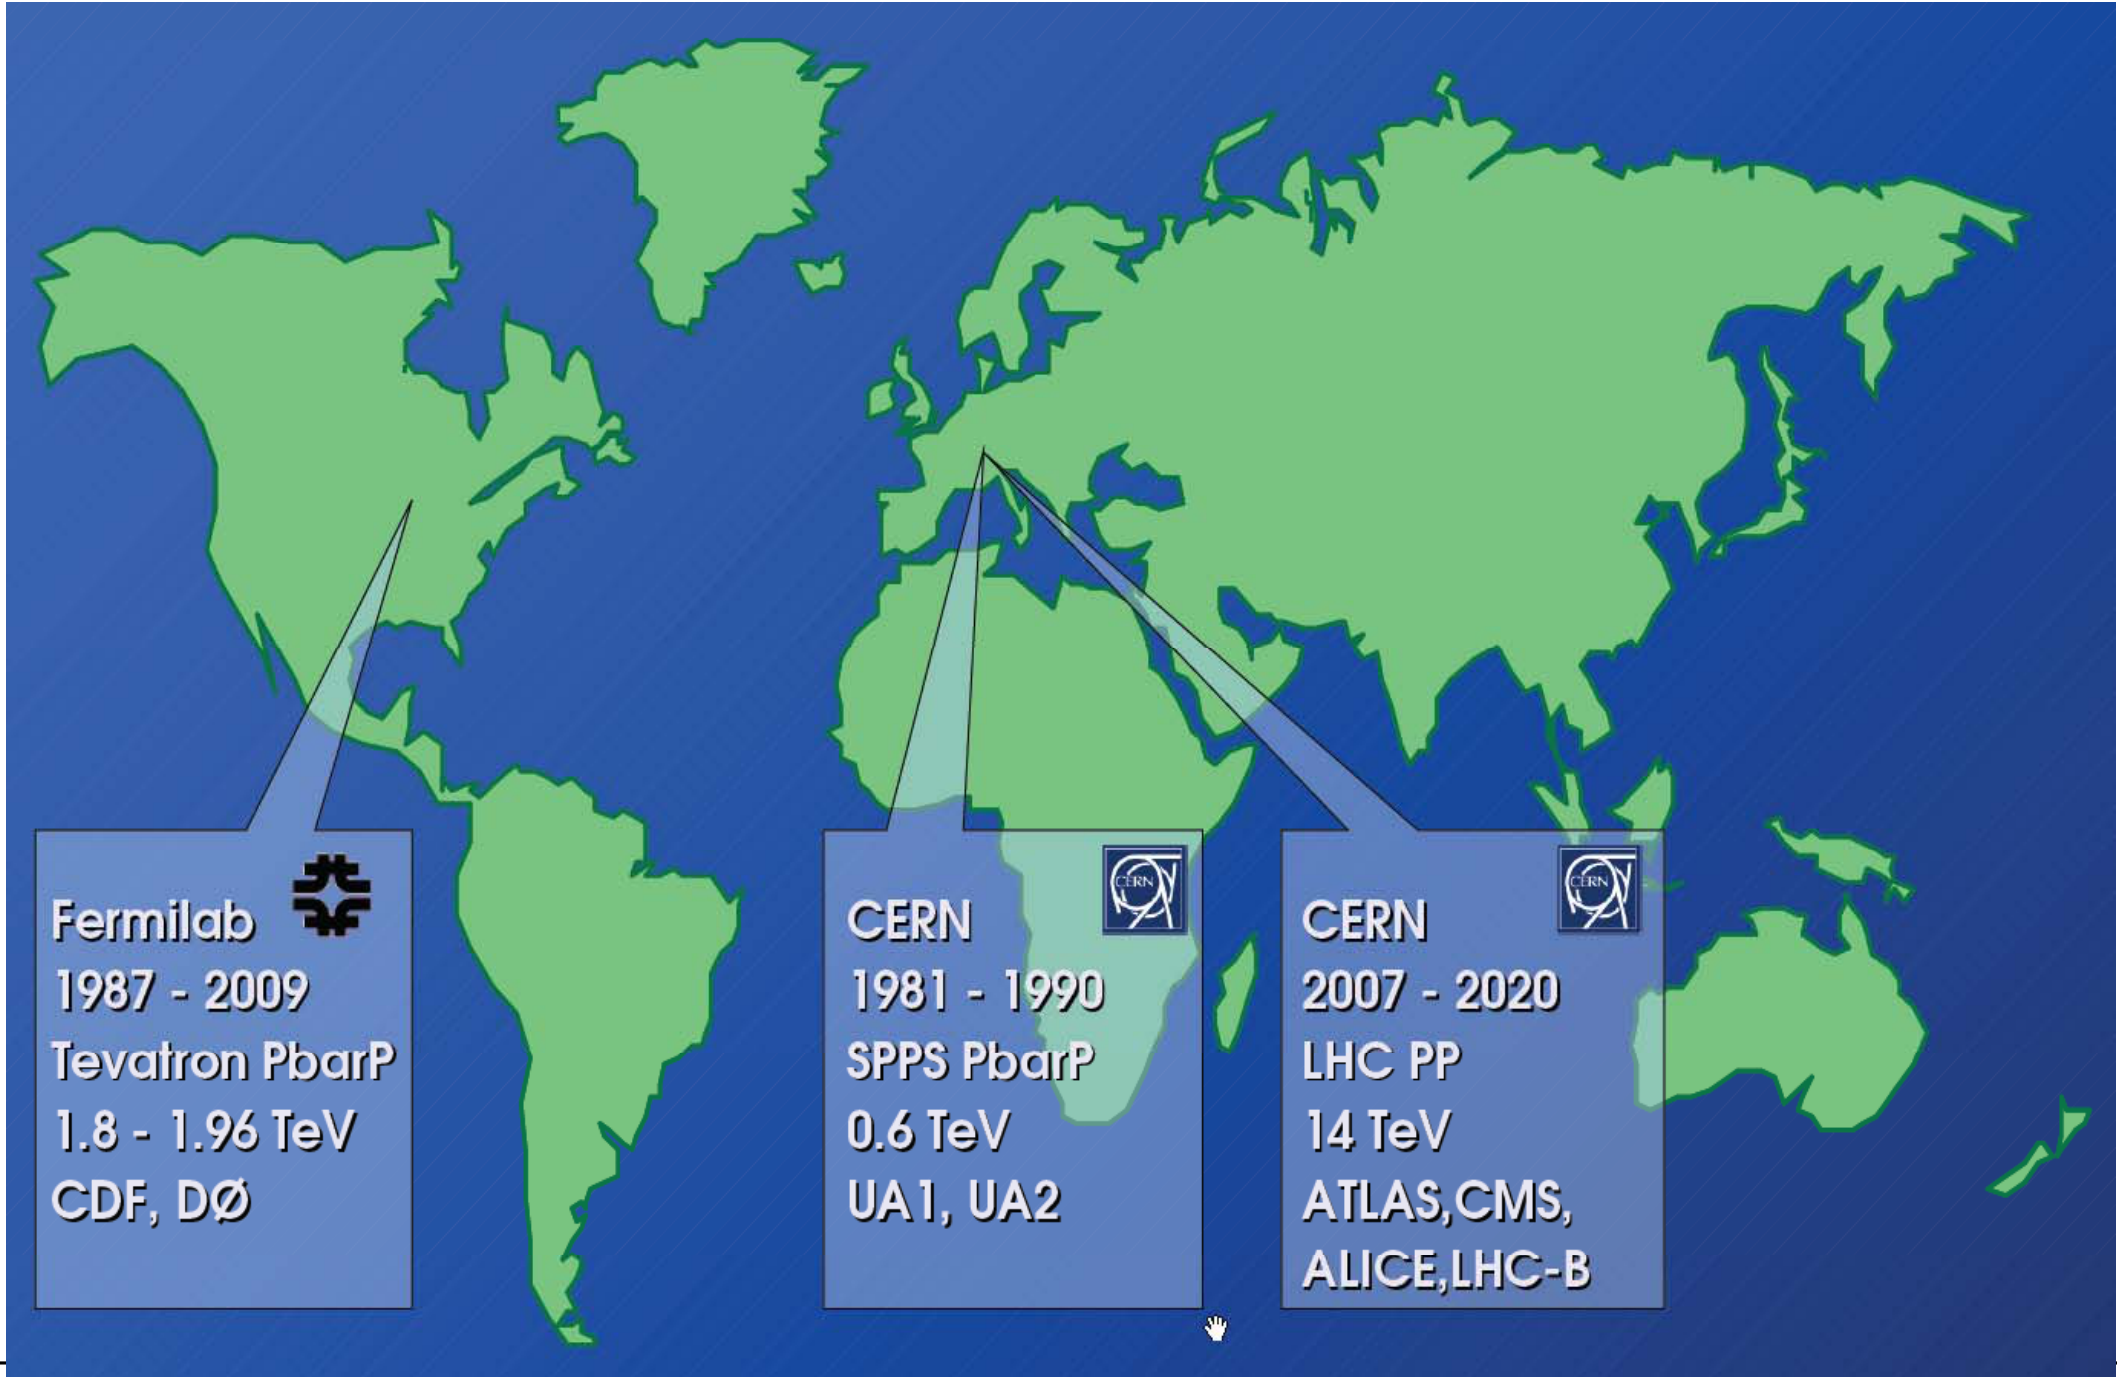 Fermilab
1987 - 2009
Tevatron PbarP
1.8 - 1.96 TeV
CDF, DØ
CERN
CERN
1981 - 1990
SPPS PbarP
0.6 TeV
UA1, UA2
CERN
CERN
2007 - 2020
LHC PP
14 TeV
ATLAS,CMS,
ALICE,LHC-B